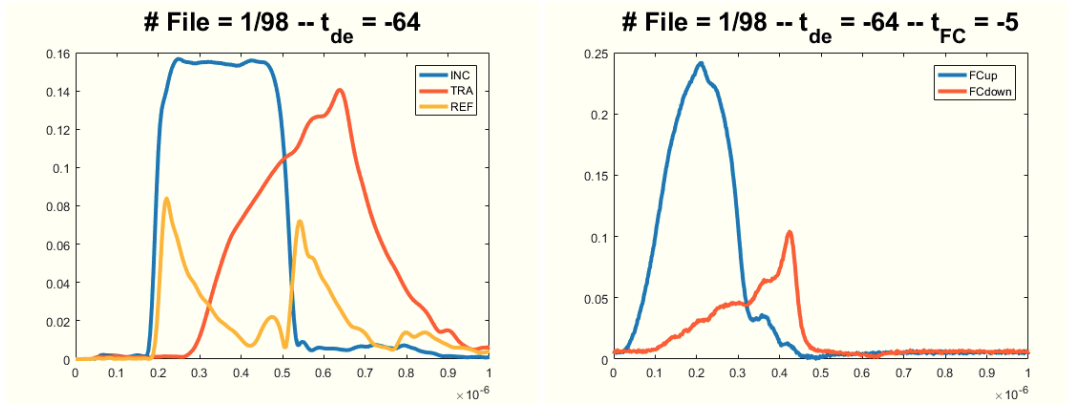 # File = 1/98 -- t_de = -64
0.16
0.14
0.12
0.1
0.08
0.06
0.04
0.02
0
INC
TRA
REF
0 0.1 0.2 0.3 0.4 0.5 0.6 0.7 0.8 0.9 1
×10^-6
# File = 1/98 -- t_de = -64 -- t_FC = -5
0.25
0.2
0.15
0.1
0.05
0
FCup
FCdown
0 0.1 0.2 0.3 0.4 0.5 0.6 0.7 0.8 0.9 1
×10^-6